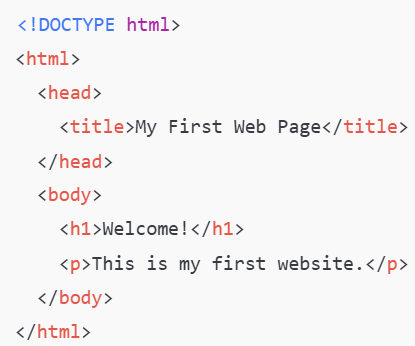 <!DOCTYPE html>
<html>
  <head>
    <title>My First Web Page</title>
  </head>
  <body>
    <h1>Welcome!</h1>
    <p>This is my first website.</p>
  </body>
</html>